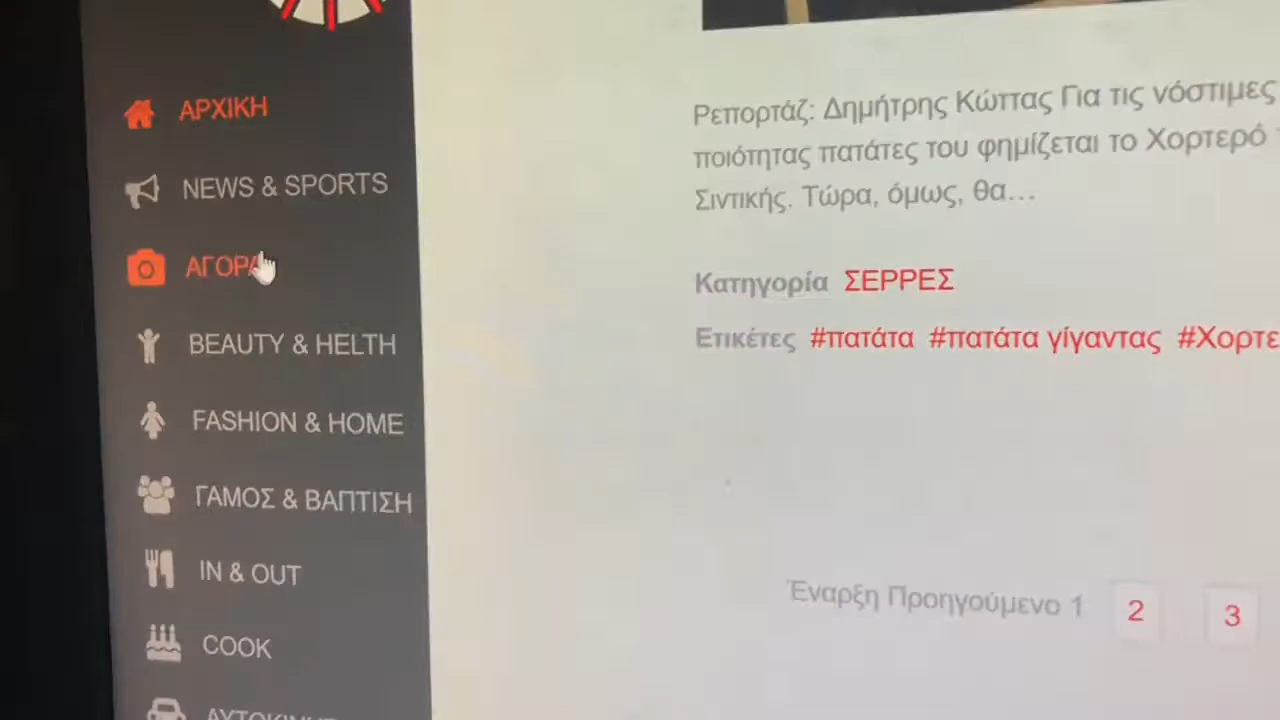 ΑΡΧΙΚΗ
NEWS & SPORTS
ΑΓΟΡΑ
BEAUTY & HELTH
FASHION & HOME
ΓΑΜΟΣ & ΒΑΠΤΙΣΗ
IN & OUT
COOK
Ρεπορτάζ: Δημήτρης Κώττας Για τις νόστιμες
ποιότητας πατάτες του φημίζεται το Χορτερό
Σιντικής. Τώρα, όμως, θα…
Κατηγορία ΣΕΡΡΕΣ
Ετικέτες #πατάτα #πατάτα γίγαντας #Χορτε
Έναρξη Προηγούμενο 1 2 3